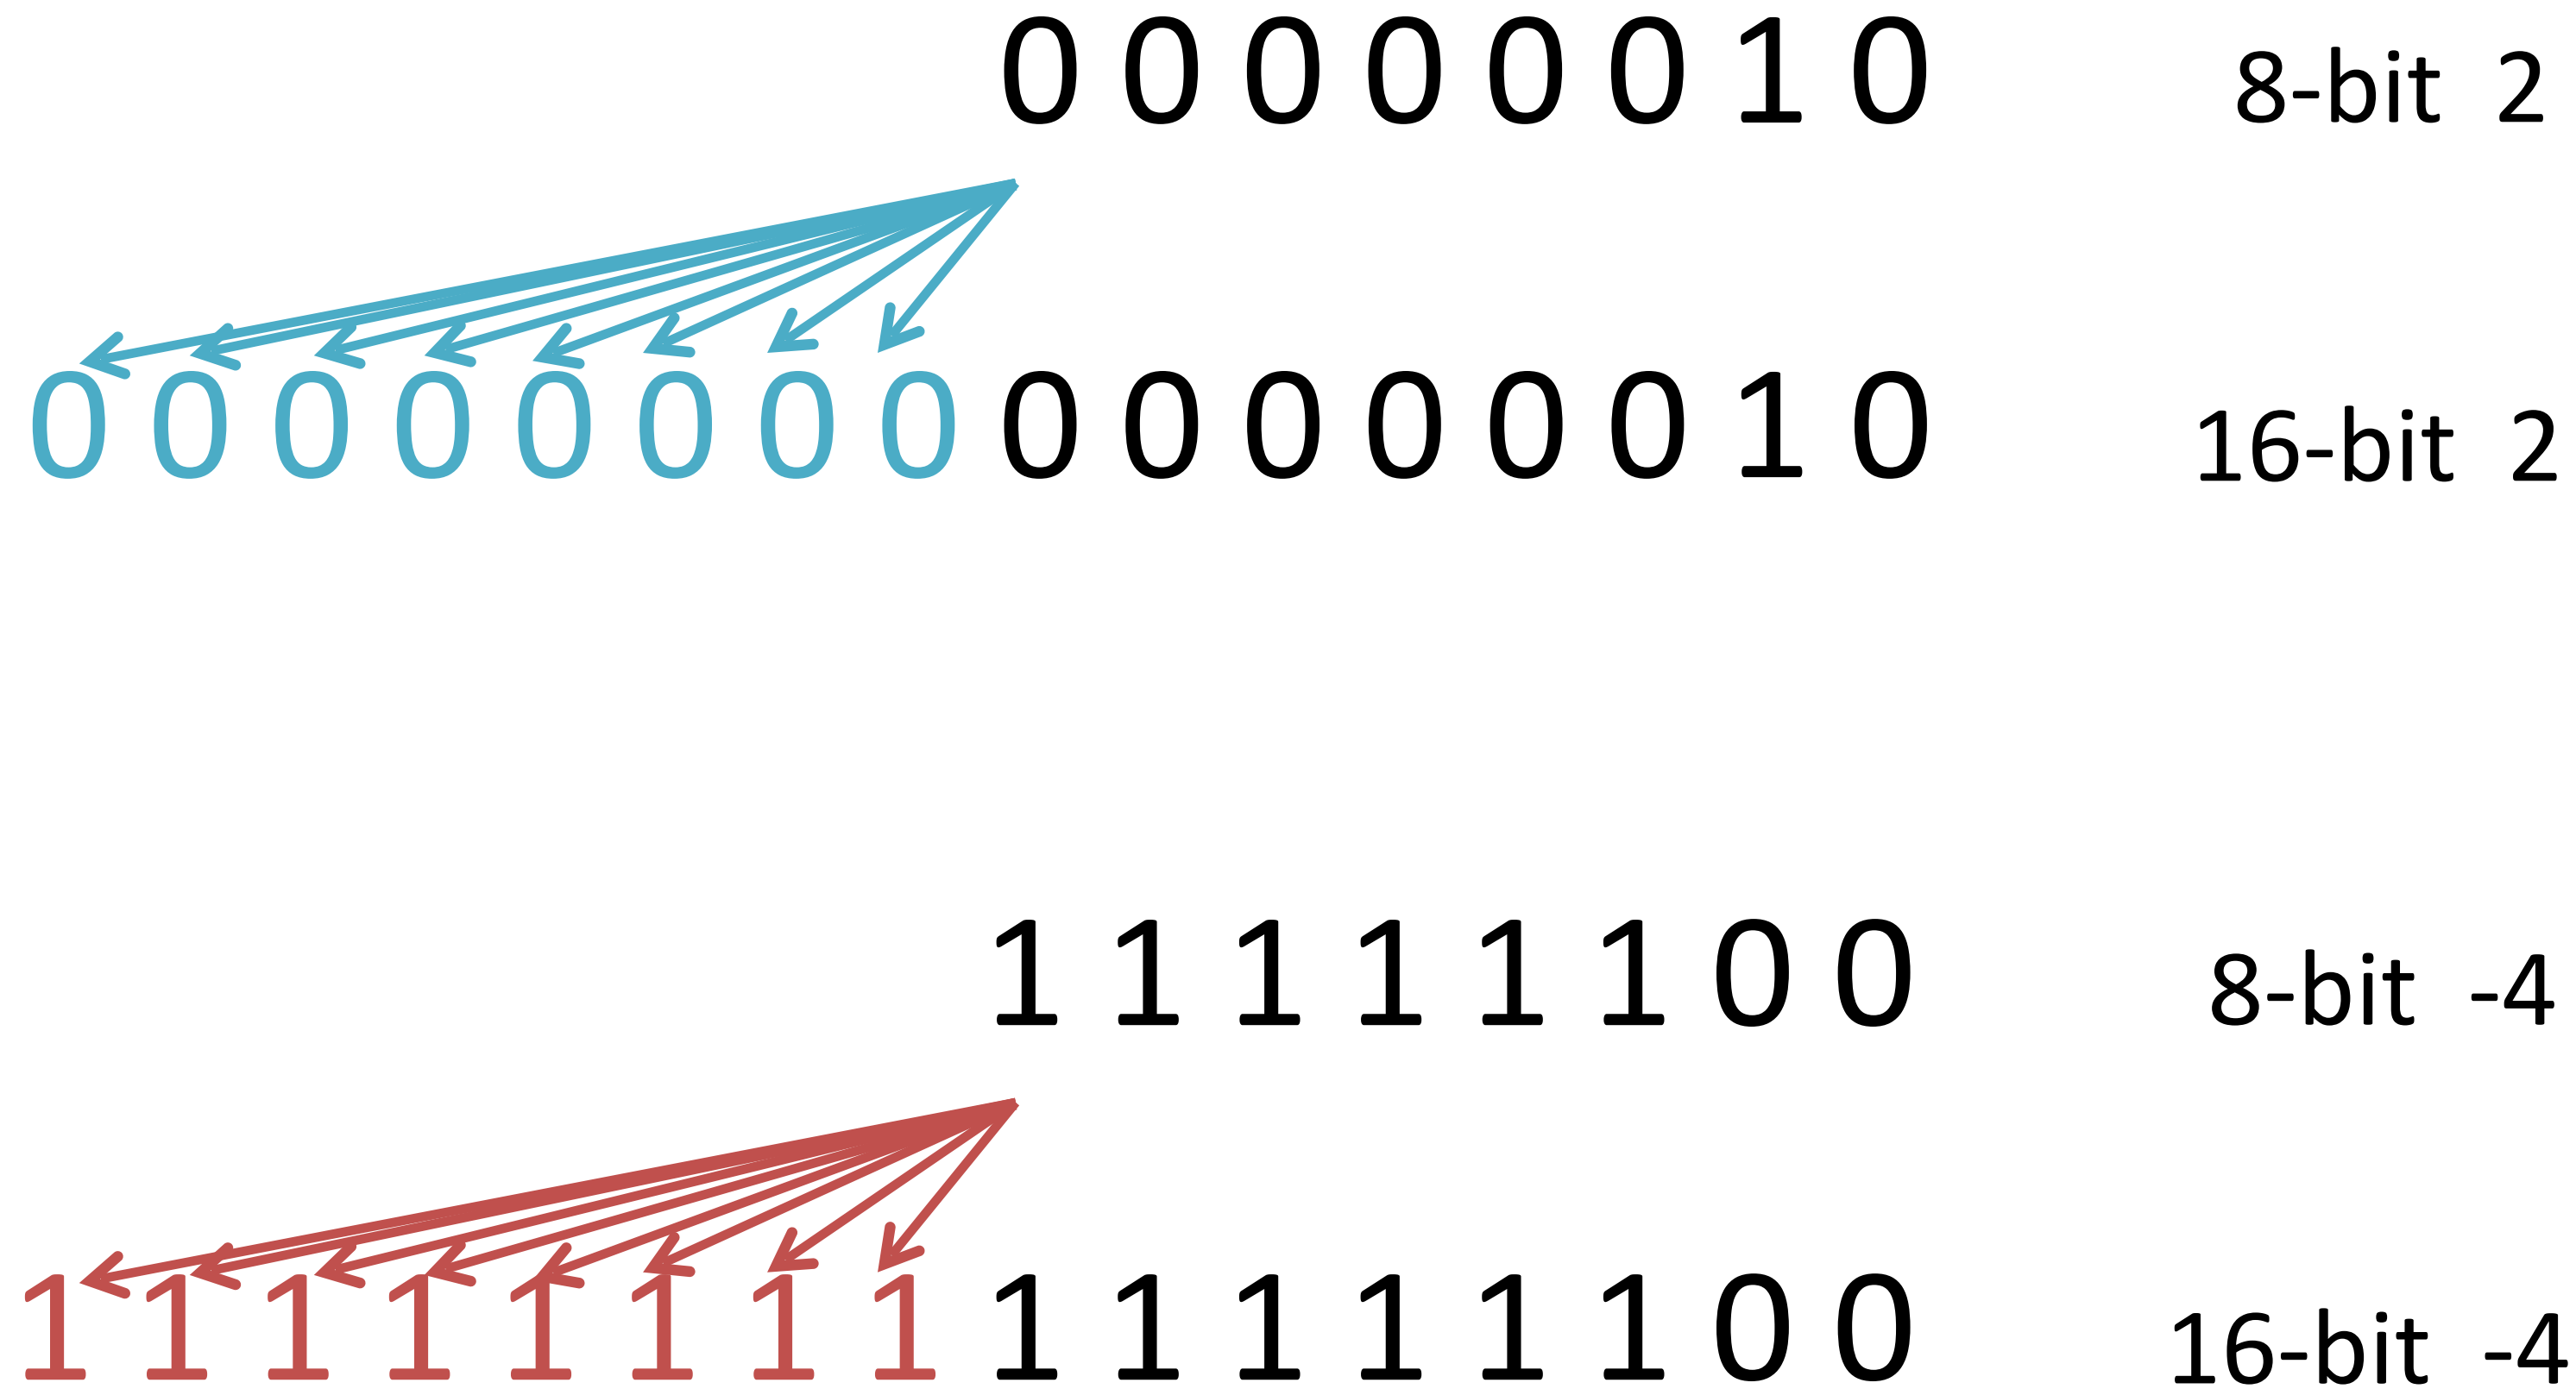 0 0 0 0 0 0 1 0 8-bit 2
0 0 0 0 0 0 0 0 0 0 0 0 0 0 1 0 16-bit 2
1 1 1 1 1 1 0 0 8-bit -4
1 1 1 1 1 1 1 1 1 1 1 1 1 1 0 0 16-bit -4